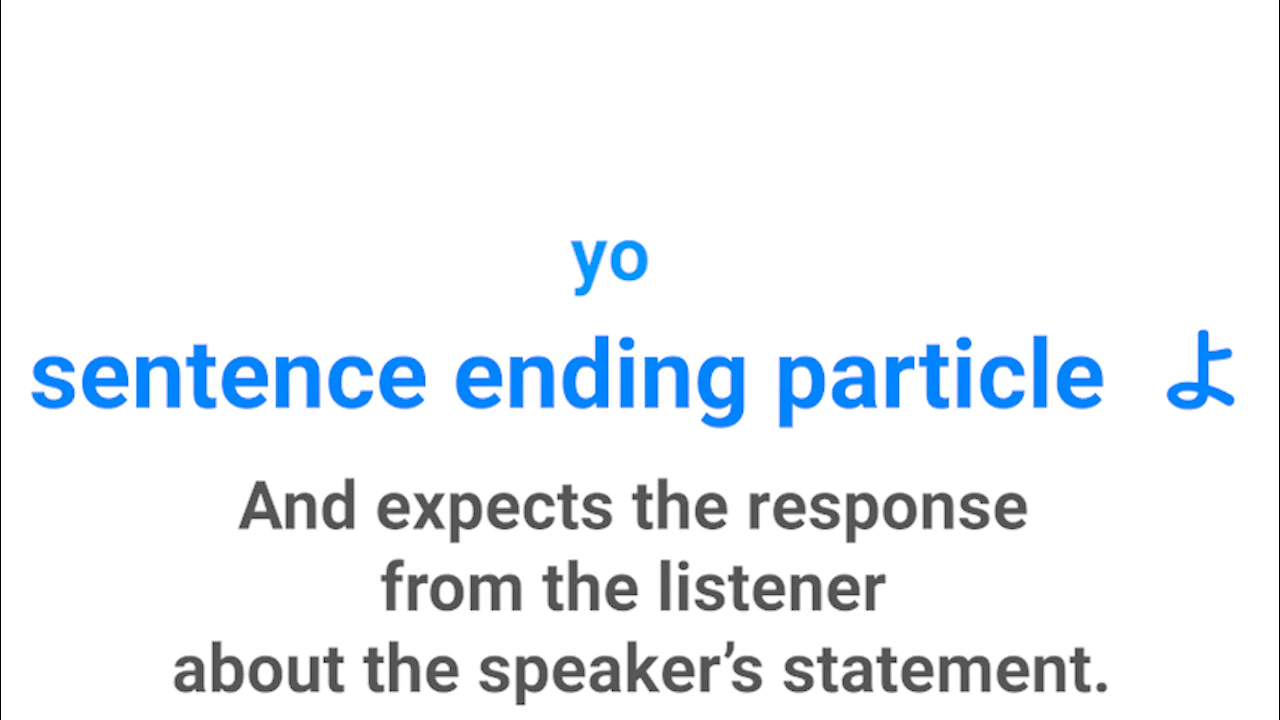 yo
sentence ending particle よ
And expects the response
from the listener
about the speaker’s statement.